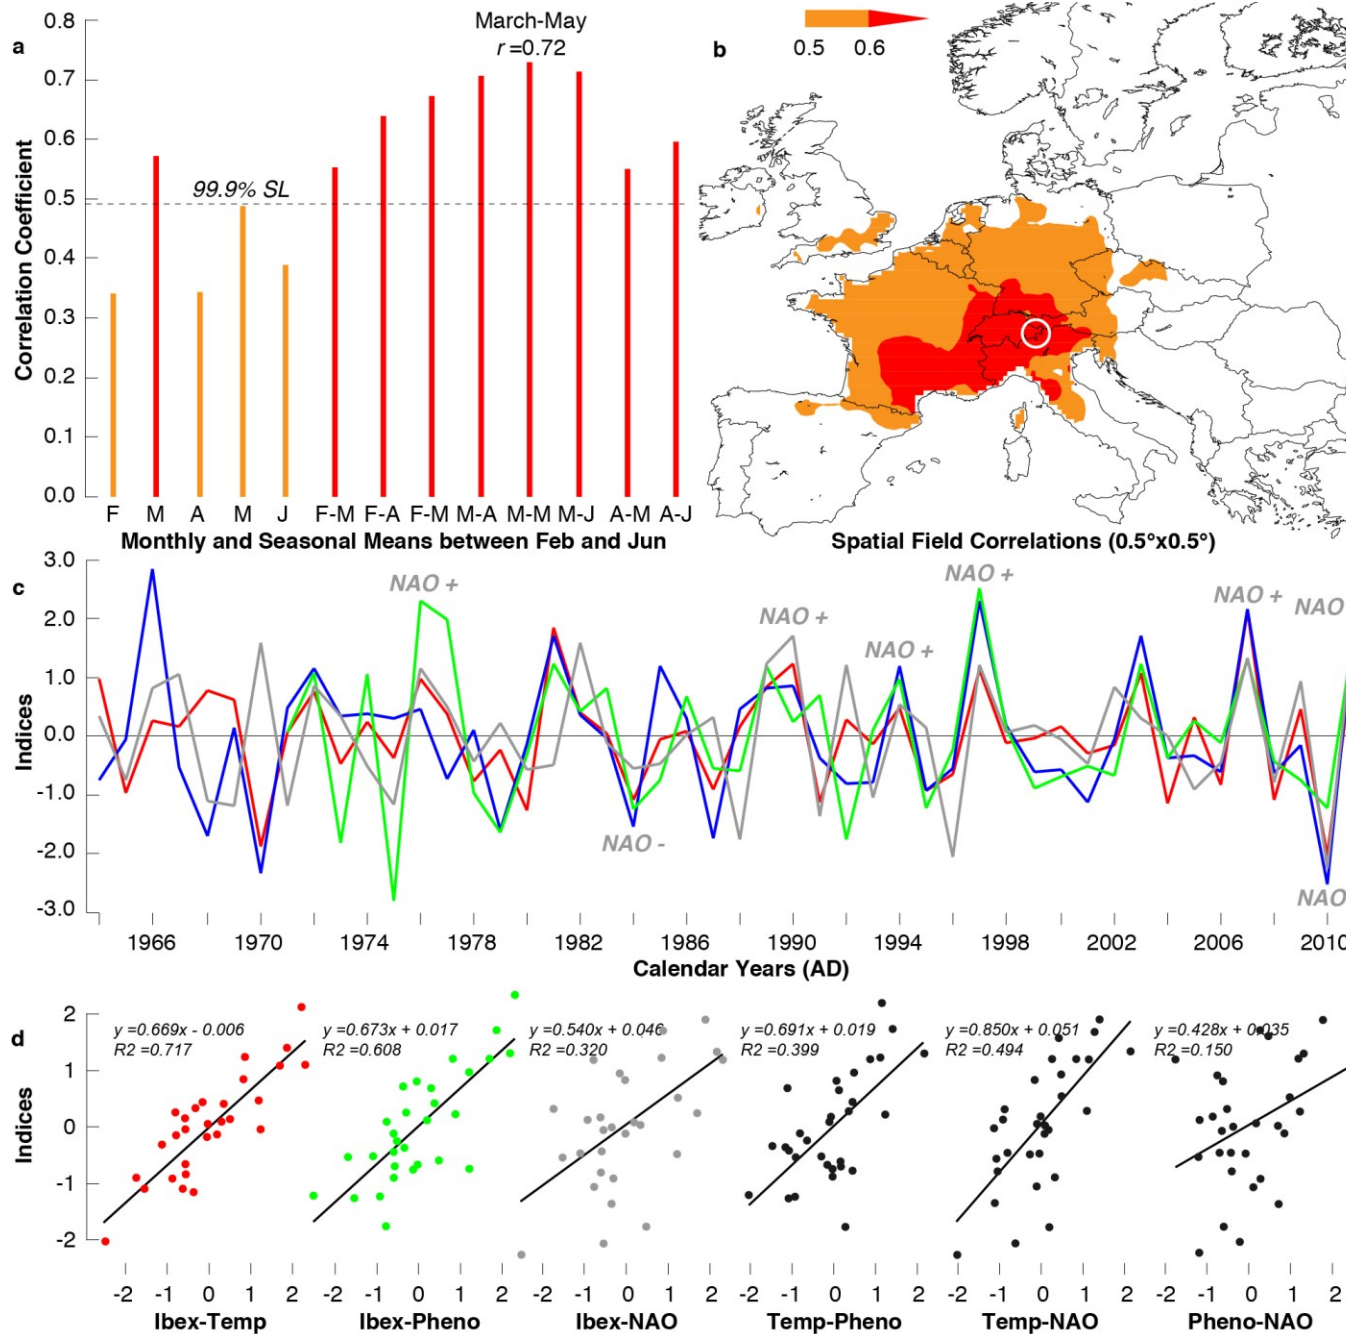 a
0.8
0.7
0.6
0.5
0.4
0.3
0.2
0.1
0.0
Correlation Coefficient
March-May
r =0.72
99.9% SL
F M A M J F-M F-A F-M M-A M-M M-J A-M A-J
Monthly and Seasonal Means between Feb and Jun
b
0.5 0.6
Spatial Field Correlations (0.5°x0.5°)
c
3.0
2.0
1.0
0.0
-1.0
-2.0
-3.0
Indices
NAO +
NAO +
NAO +
NAO +
NAO +
NAO
NAO -
NAO
1966 1970 1974 1978 1982 1986 1990 1994 1998 2002 2006 2010
Calendar Years (AD)
d
2
1
0
-1
-2
Indices
y =0.669x - 0.006
R2 =0.717
y =0.673x + 0.017
R2 =0.608
y =0.540x + 0.046
R2 =0.320
y =0.691x + 0.019
R2 =0.399
y =0.850x + 0.051
R2 =0.494
y =0.428x + 0.035
R2 =0.150
-2 -1 0 1 2 -2 -1 0 1 2 -2 -1 0 1 2 -2 -1 0 1 2 -2 -1 0 1 2 -2 -1 0 1 2
Ibex-Temp Ibex-Pheno Ibex-NAO Temp-Pheno Temp-NAO Pheno-NAO